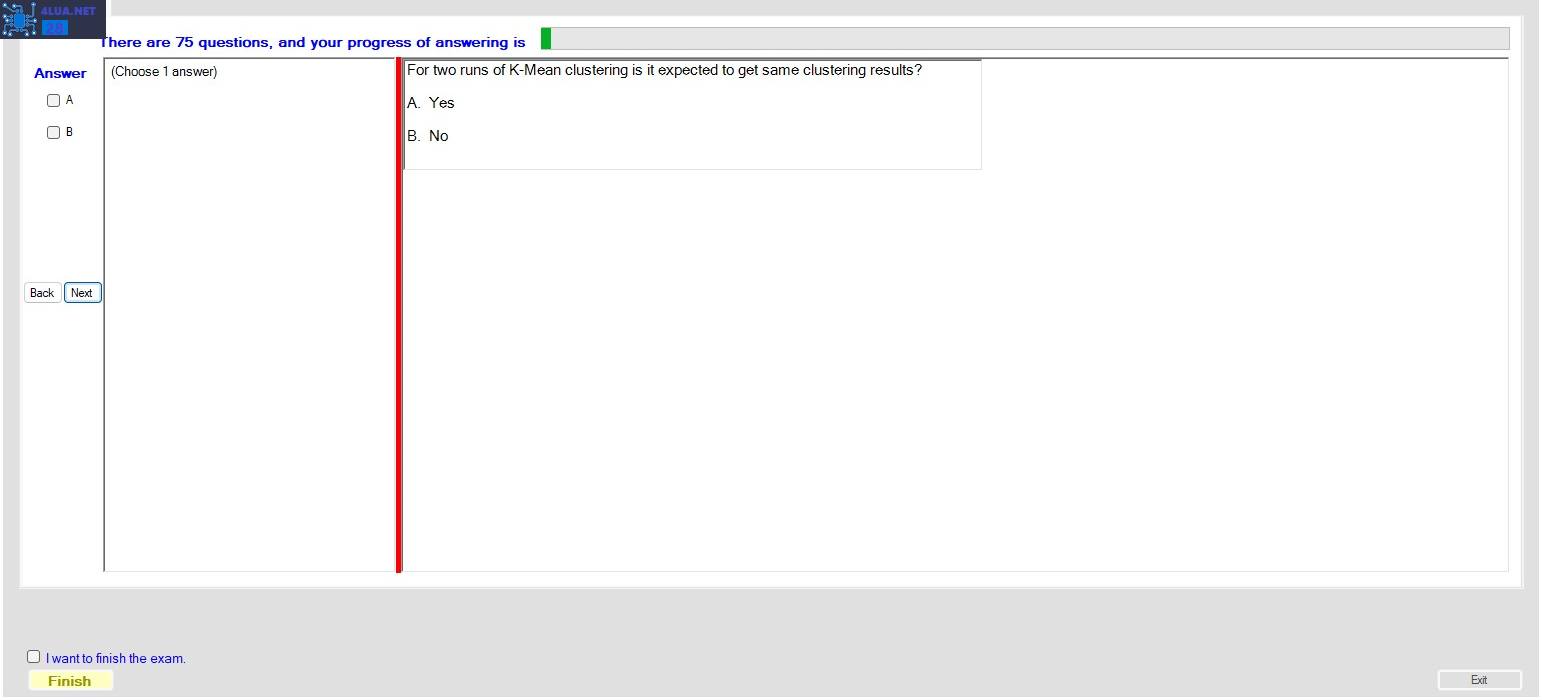 4LUA.NET
28
There are 75 questions, and your progress of answering is
Answer
(Choose 1 answer)
For two runs of K-Mean clustering is it expected to get same clustering results?
A
A. Yes
B
B. No
Back Next
I want to finish the exam.
Finish
Exit